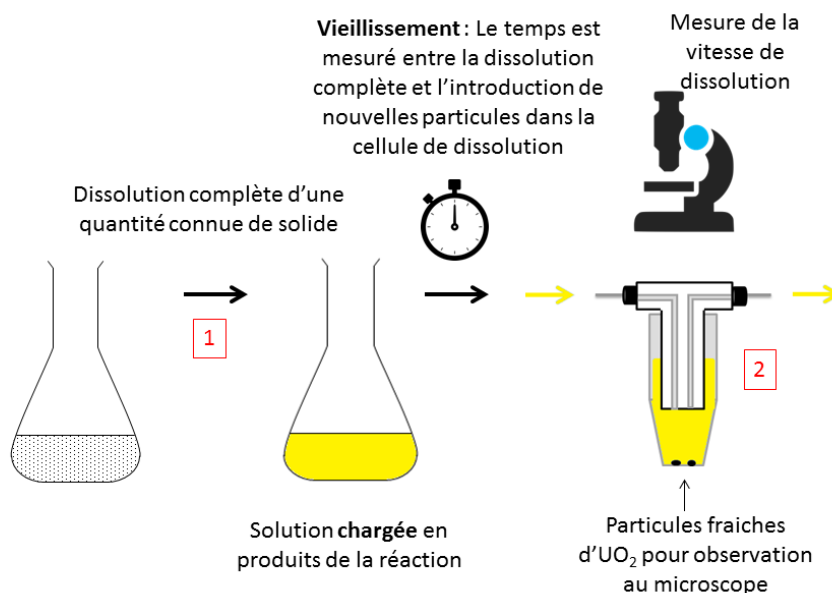 Vieillissement : Le temps est
mesuré entre la dissolution
complète et l’introduction de
nouvelles particules dans la
cellule de dissolution
Mesure de la
vitesse de
dissolution
Dissolution complète d’une
quantité connue de solide
1
2
Solution chargée en
produits de la réaction
Particules fraiches
d’UO₂ pour observation
au microscope